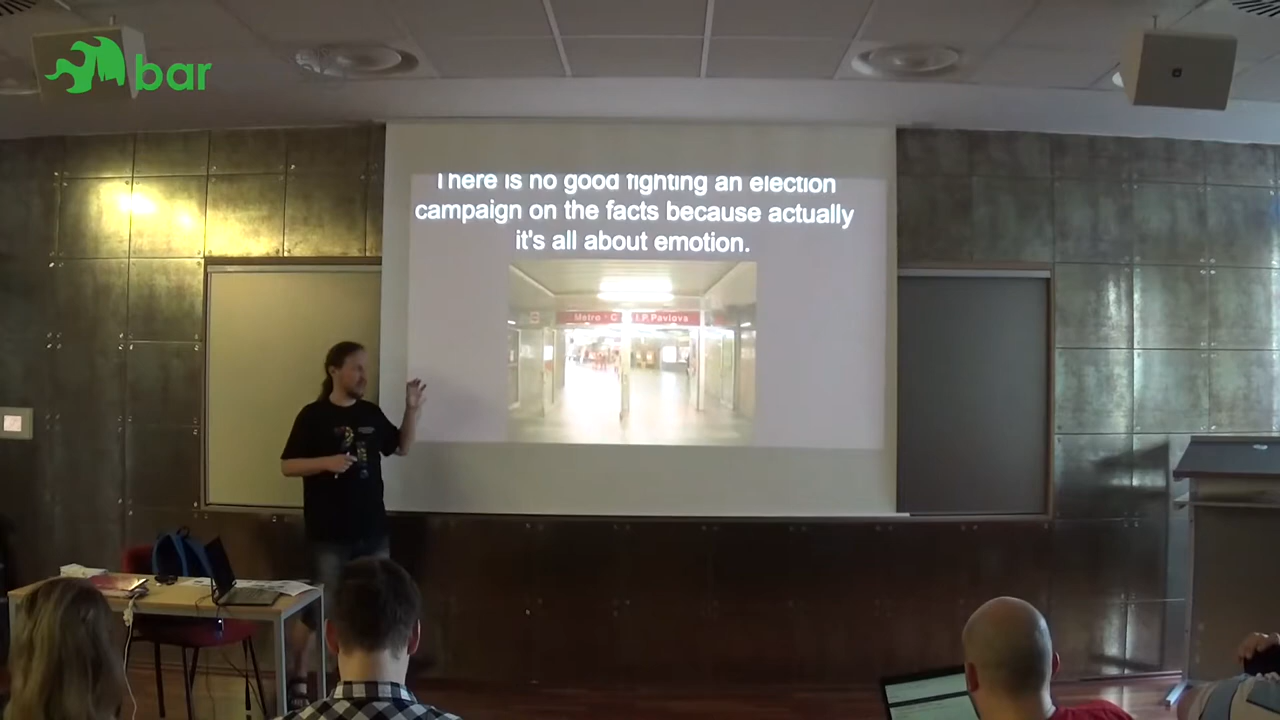 bar
There is no good fighting an election
campaign on the facts because actually
it's all about emotion.
Metro · C I.P.Pavlova